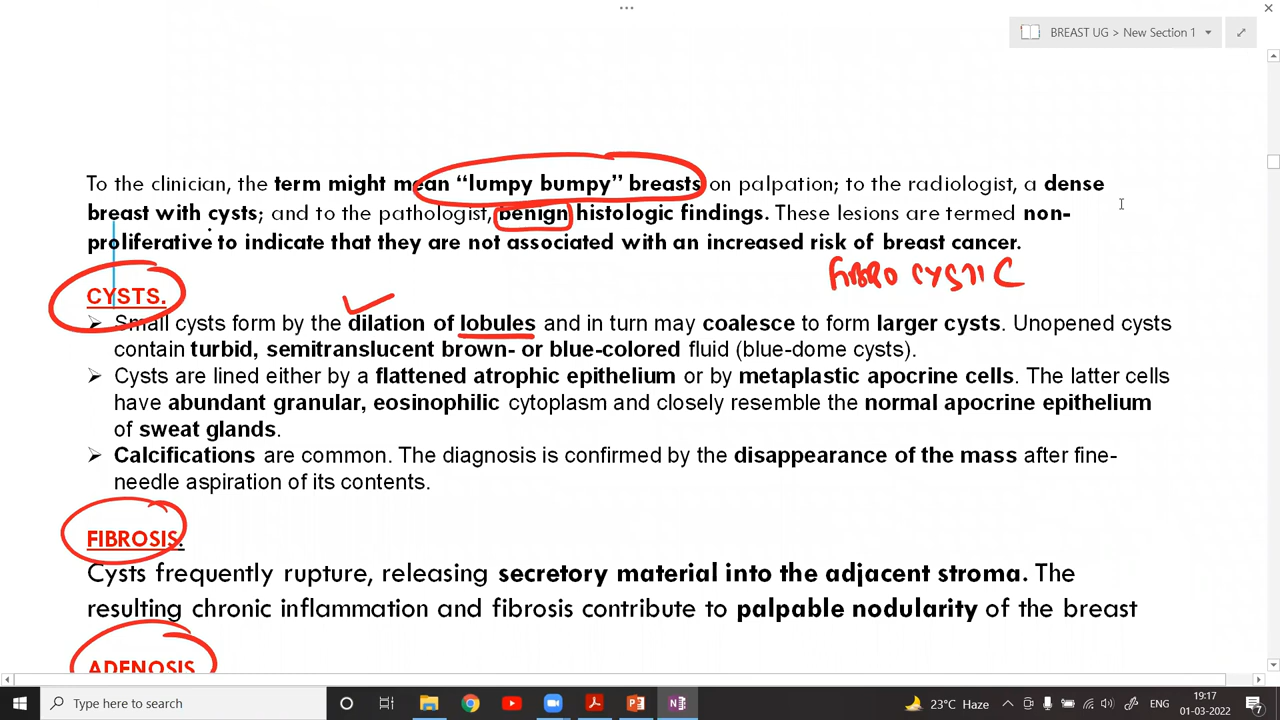 BREAST UG > New Section 1
To the clinician, the term might mean “lumpy bumpy” breasts on palpation; to the radiologist, a dense
breast with cysts; and to the pathologist, benign histologic findings. These lesions are termed non-
proliferative to indicate that they are not associated with an increased risk of breast cancer.
FIBRO CYSTIC
CYSTS.
➢ Small cysts form by the dilation of lobules and in turn may coalesce to form larger cysts. Unopened cysts
contain turbid, semitranslucent brown- or blue-colored fluid (blue-dome cysts).
➢ Cysts are lined either by a flattened atrophic epithelium or by metaplastic apocrine cells. The latter cells
have abundant granular, eosinophilic cytoplasm and closely resemble the normal apocrine epithelium
of sweat glands.
➢ Calcifications are common. The diagnosis is confirmed by the disappearance of the mass after fine-
needle aspiration of its contents.
FIBROSIS.
Cysts frequently rupture, releasing secretory material into the adjacent stroma. The
resulting chronic inflammation and fibrosis contribute to palpable nodularity of the breast
ADENOSIS
Type here to search
23°C Haze
ENG
19:17
01-03-2022
7